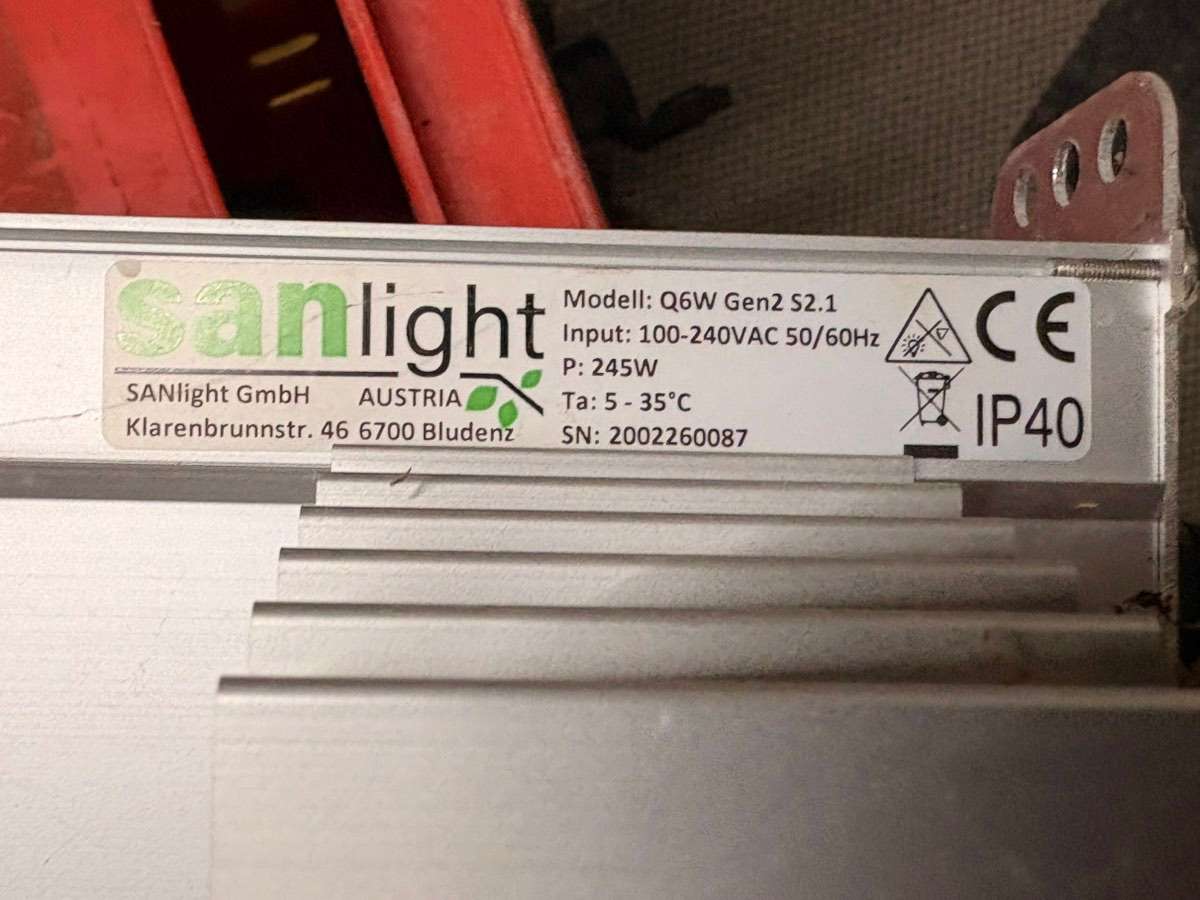 sanlight
SANlight GmbH AUSTRIA
Klarenbrunnstr. 46 6700 Bludenz
Modell: Q6W Gen2 S2.1
Input: 100-240VAC 50/60Hz
P: 245W
Ta: 5 - 35°C
SN: 2002260087
CE
IP40